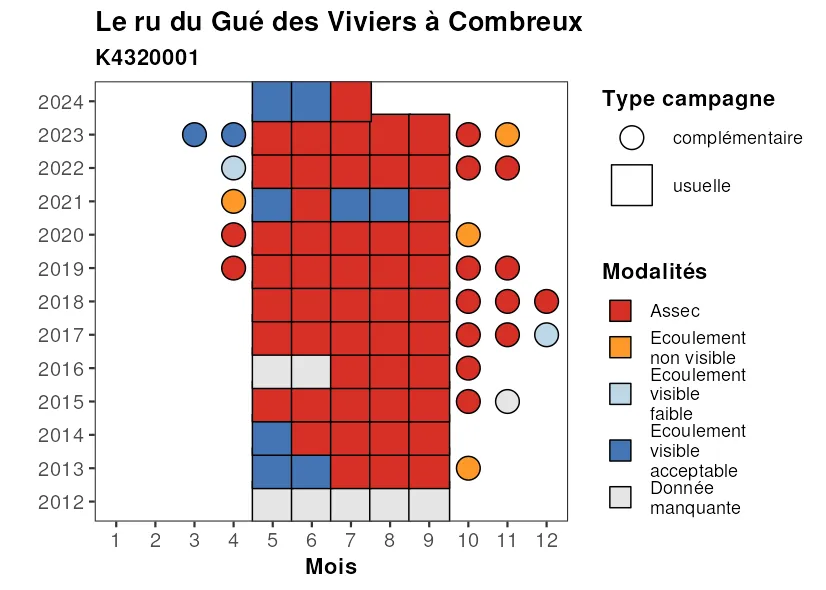 Le ru du Gué des Viviers à Combreux
K4320001
2024
2023
2022
2021
2020
2019
2018
2017
2016
2015
2014
2013
2012
1 2 3 4 5 6 7 8 9 10 11 12
Mois
Type campagne
complémentaire
usuelle
Modalités
Assec
Ecoulement
non visible
Ecoulement
visible
faible
Ecoulement
visible
acceptable
Donnée
manquante